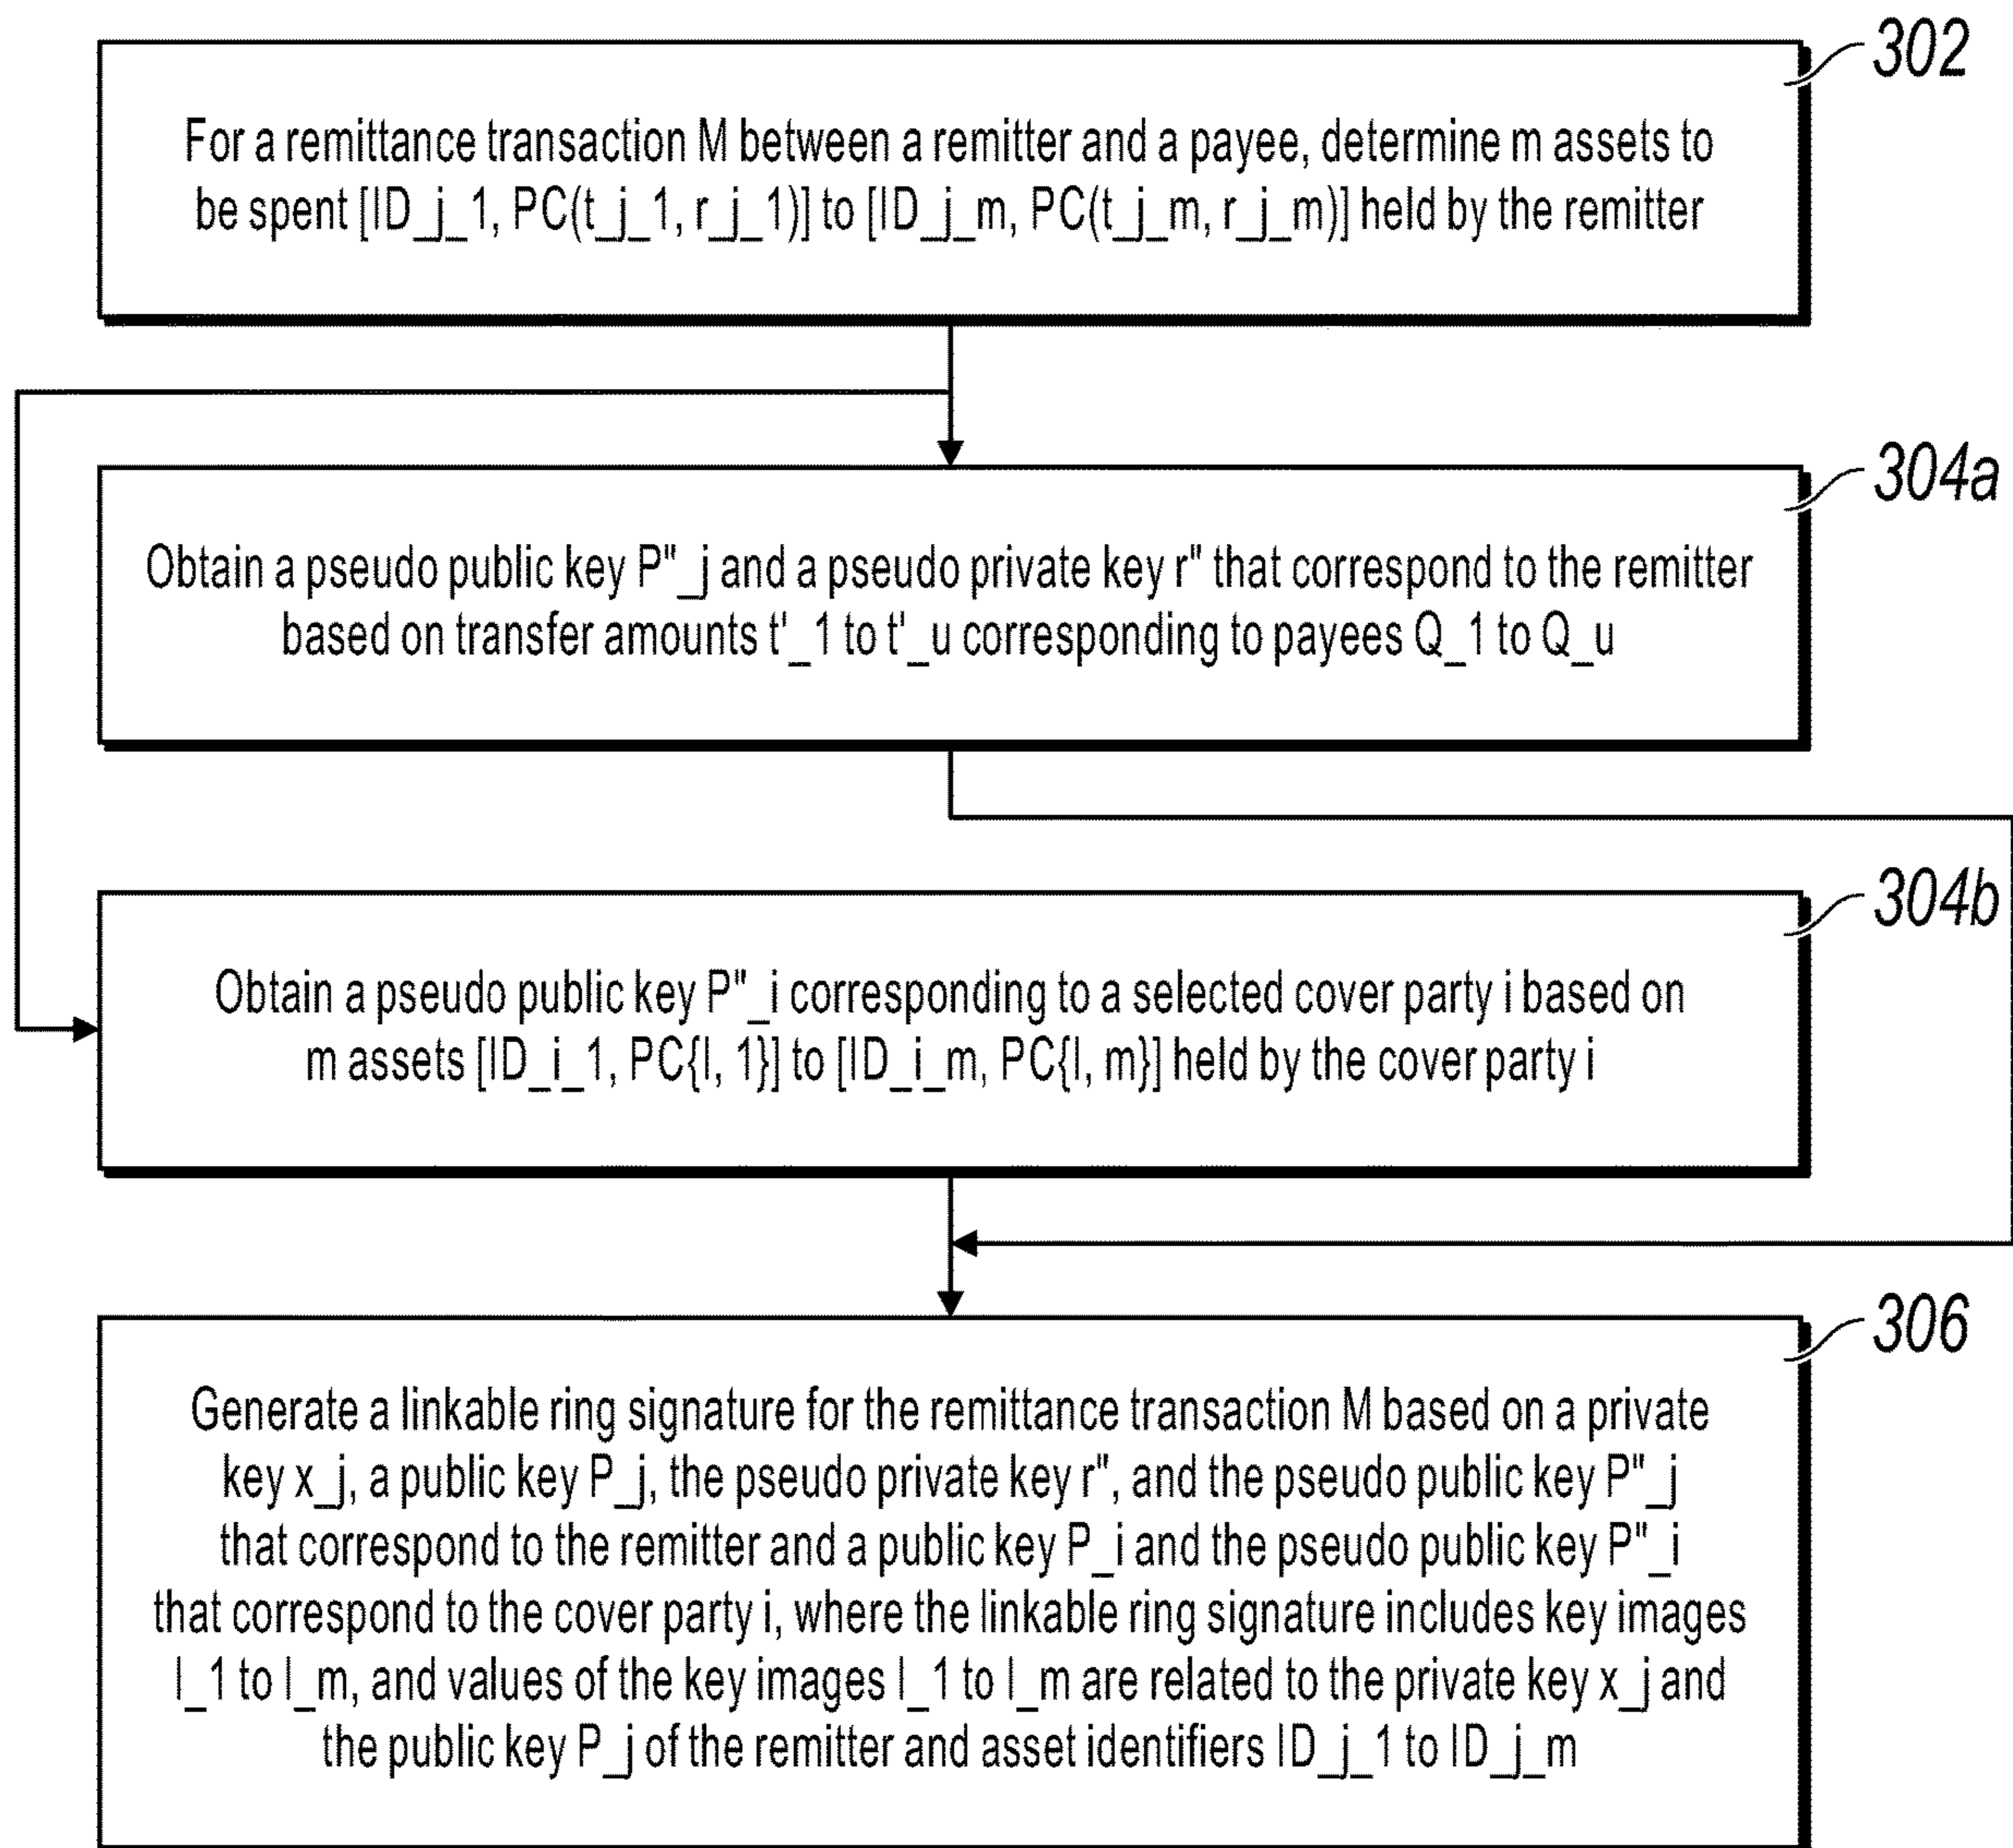 302
For a remittance transaction M between a remitter and a payee, determine m assets to
be spent [ID_j_1, PC(t_j_1, r_j_1)] to [ID_j_m, PC(t_j_m, r_j_m)] held by the remitter
304a
Obtain a pseudo public key P"_j and a pseudo private key r" that correspond to the remitter
based on transfer amounts t'_1 to t'_u corresponding to payees Q_1 to Q_u
304b
Obtain a pseudo public key P"_i corresponding to a selected cover party i based on
m assets [ID_i_1, PC{I, 1}] to [ID_i_m, PC{I, m}] held by the cover party i
306
Generate a linkable ring signature for the remittance transaction M based on a private
key x_j, a public key P_j, the pseudo private key r", and the pseudo public key P"_j
that correspond to the remitter and a public key P_i and the pseudo public key P"_i
that correspond to the cover party i, where the linkable ring signature includes key images
I_1 to I_m, and values of the key images I_1 to I_m are related to the private key x_j and
the public key P_j of the remitter and asset identifiers ID_j_1 to ID_j_m